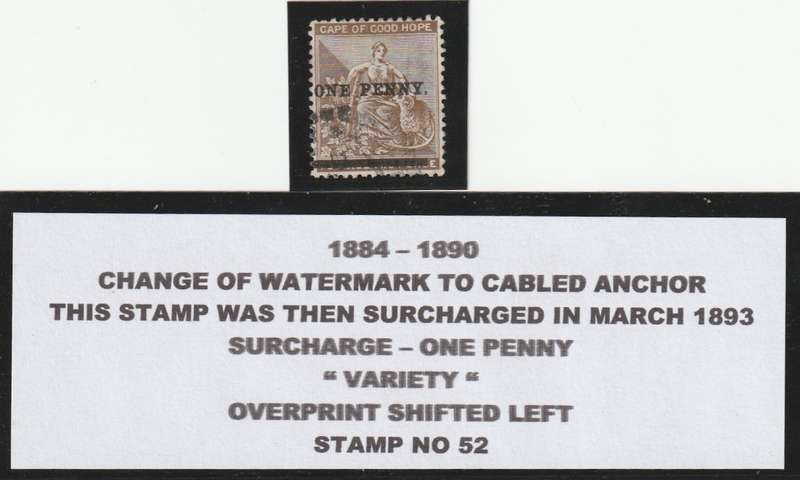 CAPE OF GOOD HOPE
ONE PENNY.
E
1884 – 1890
CHANGE OF WATERMARK TO CABLED ANCHOR
THIS STAMP WAS THEN SURCHARGED IN MARCH 1893
SURCHARGE – ONE PENNY
“ VARIETY “
OVERPRINT SHIFTED LEFT
STAMP NO 52